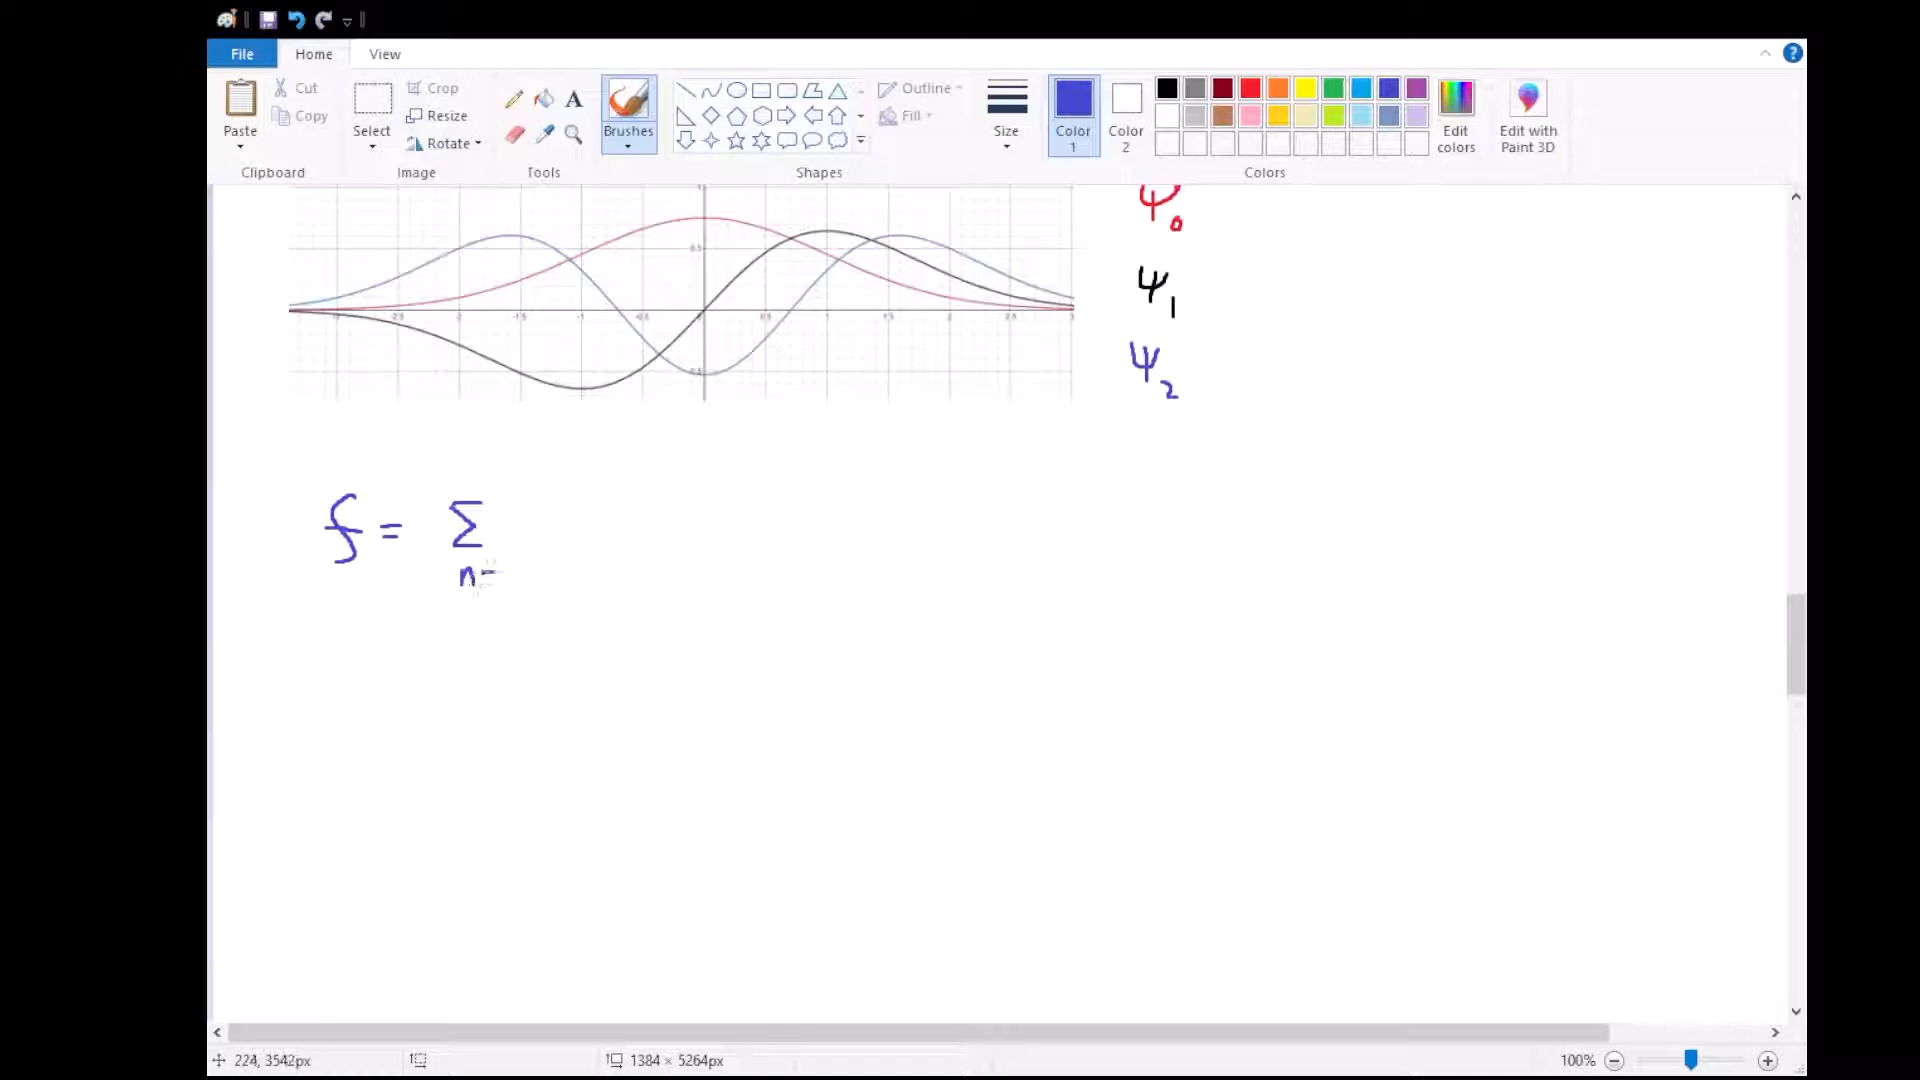 File Home View
Paste Cut Copy Select Crop Resize Rotate Brushes Outline Fill Size Color 1 Color 2 Edit colors Edit with Paint 3D
Clipboard Image Tools Shapes Colors
ψ₀
ψ₁
ψ₂
f = Σ
n-
224, 3542px 1384 × 5264px 100%